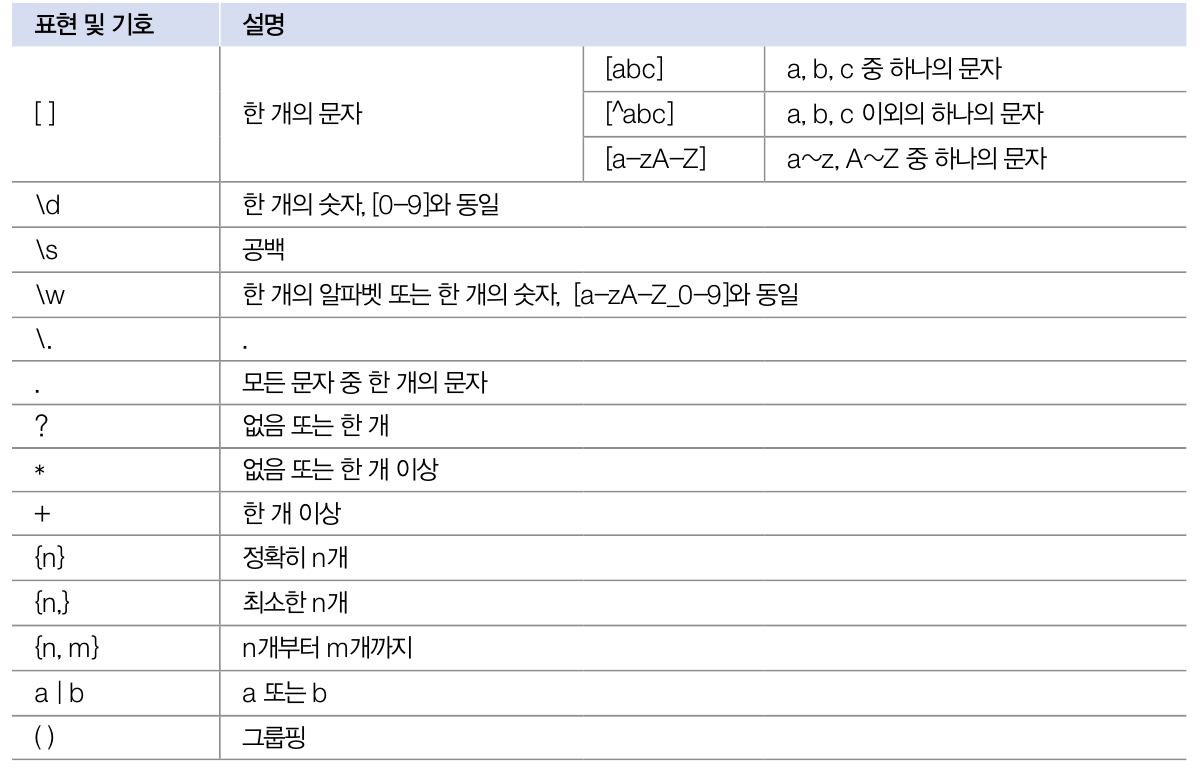 표현 및 기호 설명
[ ] 한 개의 문자 [abc] a, b, c 중 하나의 문자
[^abc] a, b, c 이외의 하나의 문자
[a-zA-Z] a~z, A~Z 중 하나의 문자
\d 한 개의 숫자, [0-9]와 동일
\s 공백
\w 한 개의 알파벳 또는 한 개의 숫자, [a-zA-Z_0-9]와 동일
\. .
. 모든 문자 중 한 개의 문자
? 없음 또는 한 개
* 없음 또는 한 개 이상
+ 한 개 이상
{n} 정확히 n개
{n,} 최소한 n개
{n, m} n개부터 m개까지
a | b a 또는 b
( ) 그룹핑